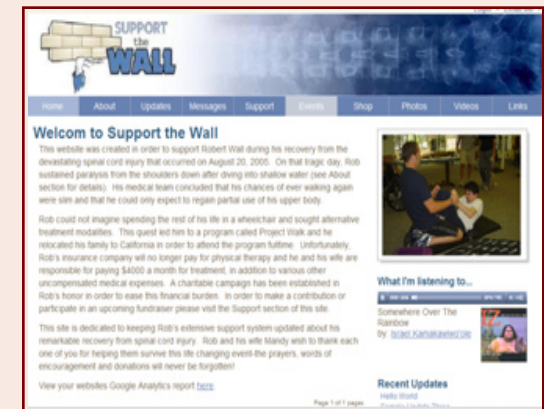 SUPPORT
the
WALL
Home About Updates Messages Support Events Shop Photos Videos Links
Welcom to Support the Wall
This website was created in order to support Robert Wall during his recovery from the
devastating spinal cord injury that occurred on August 20, 2005. On that tragic day, Rob
sustained paralysis from the shoulders down after diving into shallow water (see About
section for details). His medical team concluded that his chances of ever walking again
were slim and that he could only expect to regain partial use of his upper body.
Rob could not imagine spending the rest of his life in a wheelchair and sought alternative
treatment modalities. This quest led him to a program called Project Walk and he
relocated his family to California in order to attend the program fulltime. Unfortunately,
Rob's insurance company will no longer pay for physical therapy and he and his wife are
responsible for paying $4000 a month for treatment, in addition to various other
uncompensated medical expenses. A charitable campaign has been established in
Rob's honor in order to ease this financial burden. In order to make a contribution or
participate in an upcoming fundraiser please visit the Support section of this site.
This site is dedicated to keeping Rob's extensive support system updated about his
remarkable recovery from spinal cord injury. Rob and his wife Mandy wish to thank each
one of you for helping them survive this life changing event-the prayers, words of
encouragement and donations will never be forgotten!
View your websites Google Analytics report here.
Page 1 of 1 pages
What I'm listening to...
Somewhere Over The
Rainbow
by: Israel Kamakawiwo'ole
IZ
Recent Updates
Hello World